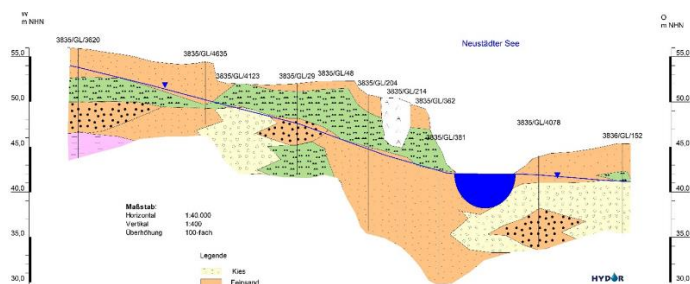 W
m NHN
O
m NHN
3835/GL/3620
3835/GL/4635
3835/GL/4123
3835/GL/29
3835/GL/48
3835/GL/204
3835/GL/214
3835/GL/362
3835/GL/381
Neustädter See
3835/GL/4078
3836/GL/152
55,0
50,0
45,0
40,0
35,0
30,0
55,0
50,0
45,0
40,0
35,0
30,0
Maßstab:
Horizontal 1:40.000
Vertikal 1:400
Überhöhung 100-fach
Legende
Kies
Feinsand
HYDOR